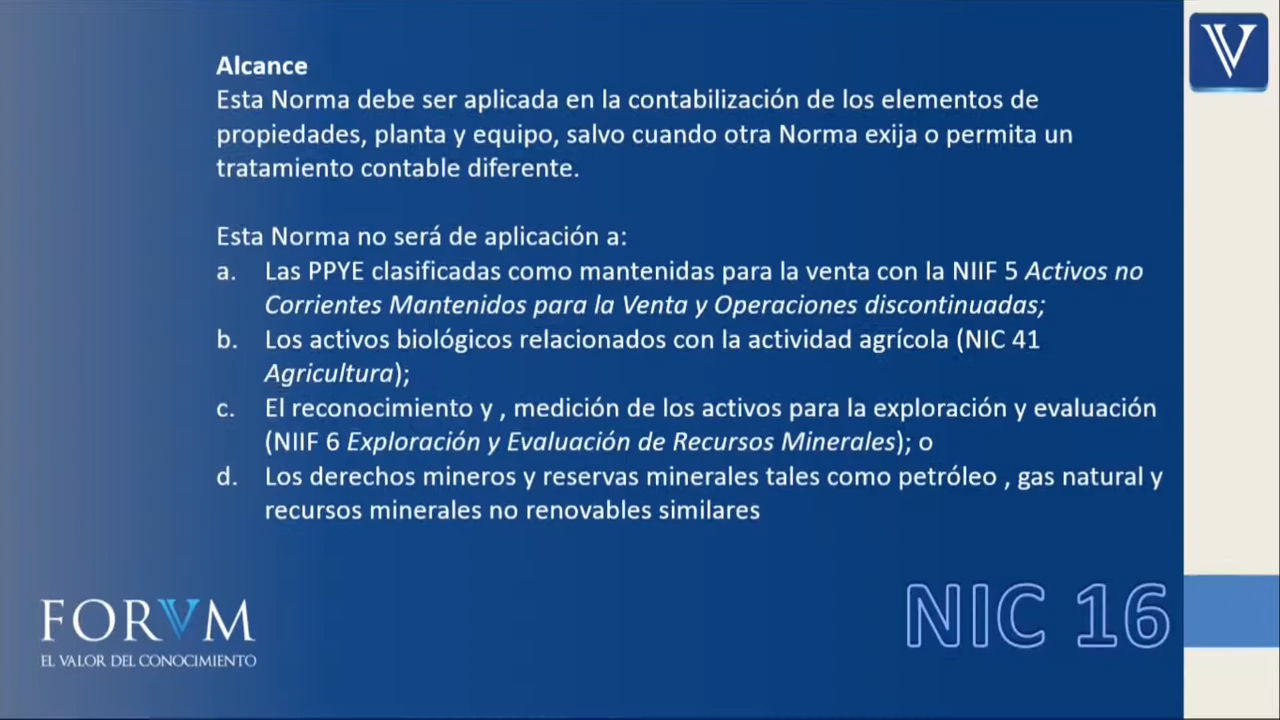 Alcance
Esta Norma debe ser aplicada en la contabilización de los elementos de
propiedades, planta y equipo, salvo cuando otra Norma exija o permita un
tratamiento contable diferente.
Esta Norma no será de aplicación a:
a. Las PPYE clasificadas como mantenidas para la venta con la NIIF 5 Activos no
Corrientes Mantenidos para la Venta y Operaciones discontinuadas;
b. Los activos biológicos relacionados con la actividad agrícola (NIC 41
Agricultura);
c. El reconocimiento y , medición de los activos para la exploración y evaluación
(NIIF 6 Exploración y Evaluación de Recursos Minerales); o
d. Los derechos mineros y reservas minerales tales como petróleo , gas natural y
recursos minerales no renovables similares
NIC 16
FORVM
EL VALOR DEL CONOCIMIENTO
V